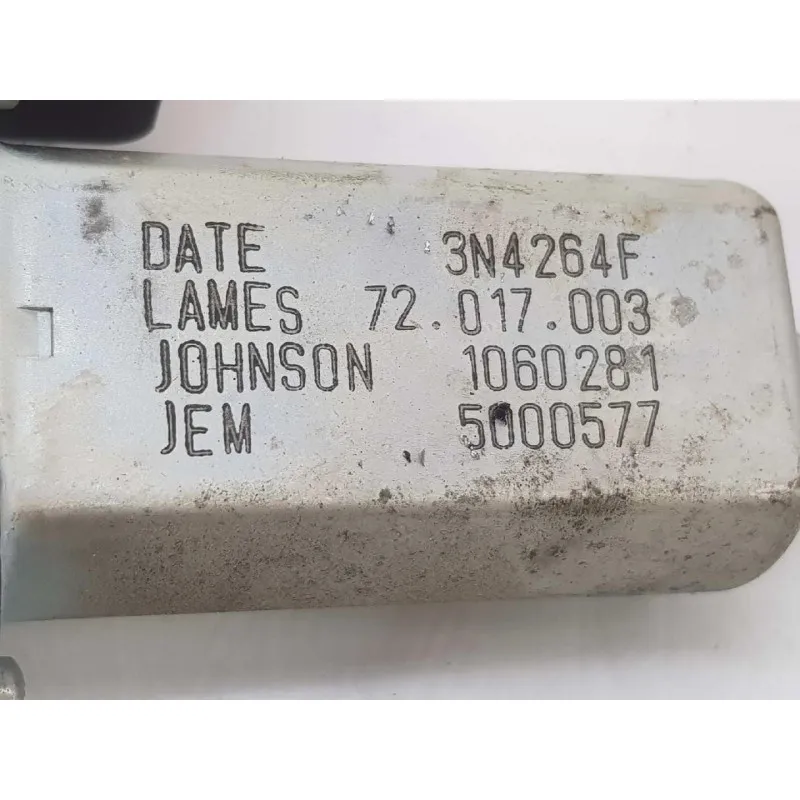 DATE 3N4264F
LAMES 72.017.003
JOHNSON 1060281
JEM 5000577